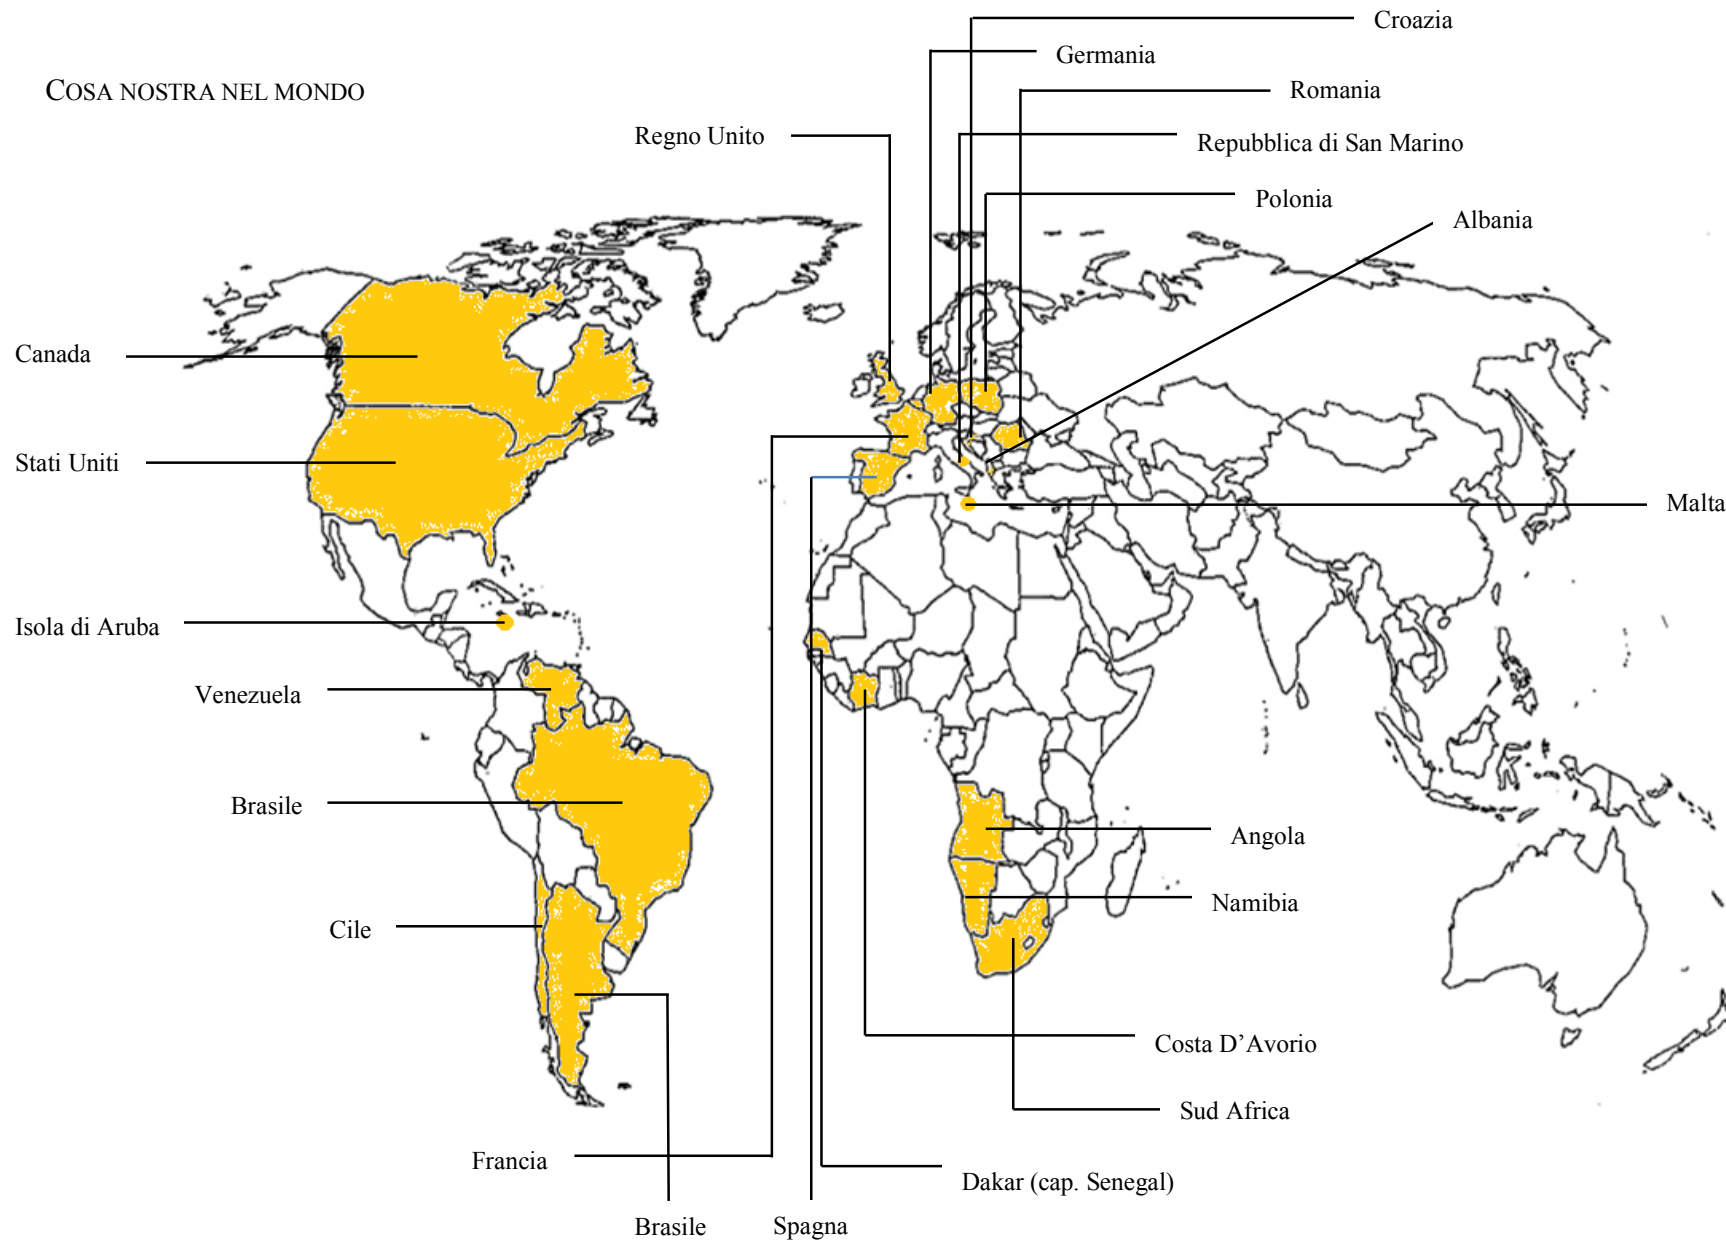 Croazia
Germania
COSA NOSTRA NEL MONDO
Romania
Regno Unito
Repubblica di San Marino
Polonia
Albania
Canada
Stati Uniti
Malta
Isola di Aruba
Venezuela
Brasile
Angola
Namibia
Cile
Costa D’Avorio
Sud Africa
Francia
Dakar (cap. Senegal)
Brasile
Spagna